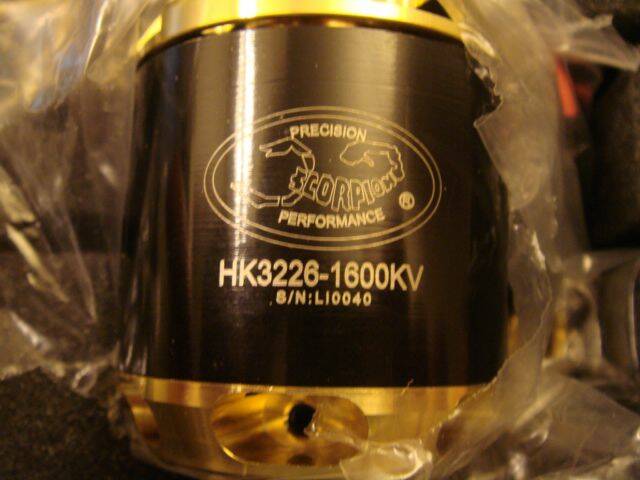 PRECISION
SCORPION
PERFORMANCE
®
HK3226-1600KV
S/N:LI0040